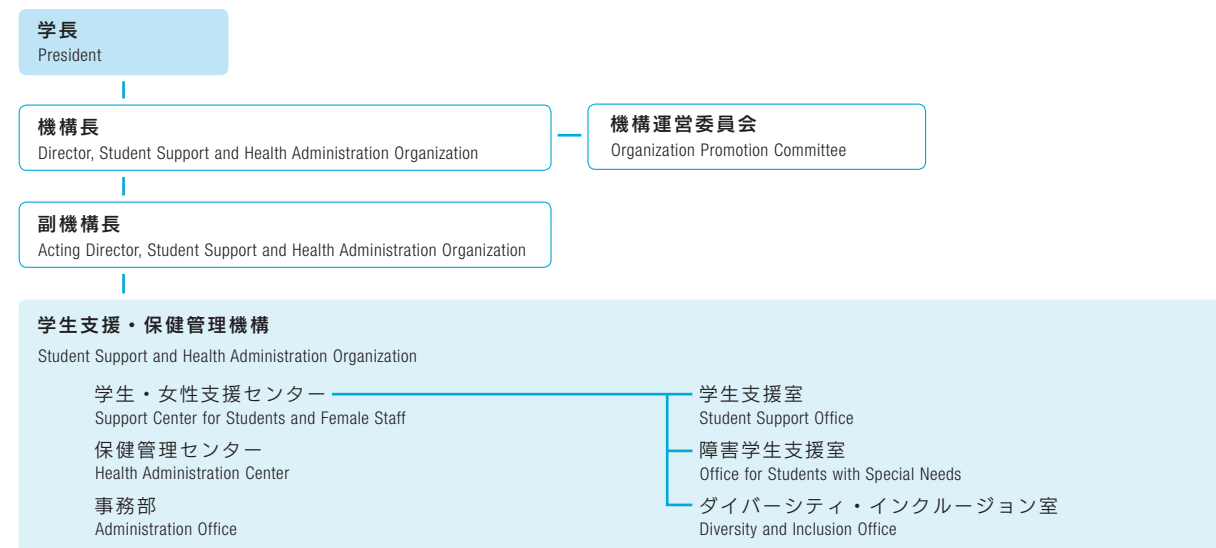 学長
President
機構長
Director, Student Support and Health Administration Organization
機構運営委員会
Organization Promotion Committee
副機構長
Acting Director, Student Support and Health Administration Organization
学生支援・保健管理機構
Student Support and Health Administration Organization
学生・女性支援センター
Support Center for Students and Female Staff
学生支援室
Student Support Office
保健管理センター
Health Administration Center
障害学生支援室
Office for Students with Special Needs
事務部
Administration Office
ダイバーシティ・インクルージョン室
Diversity and Inclusion Office